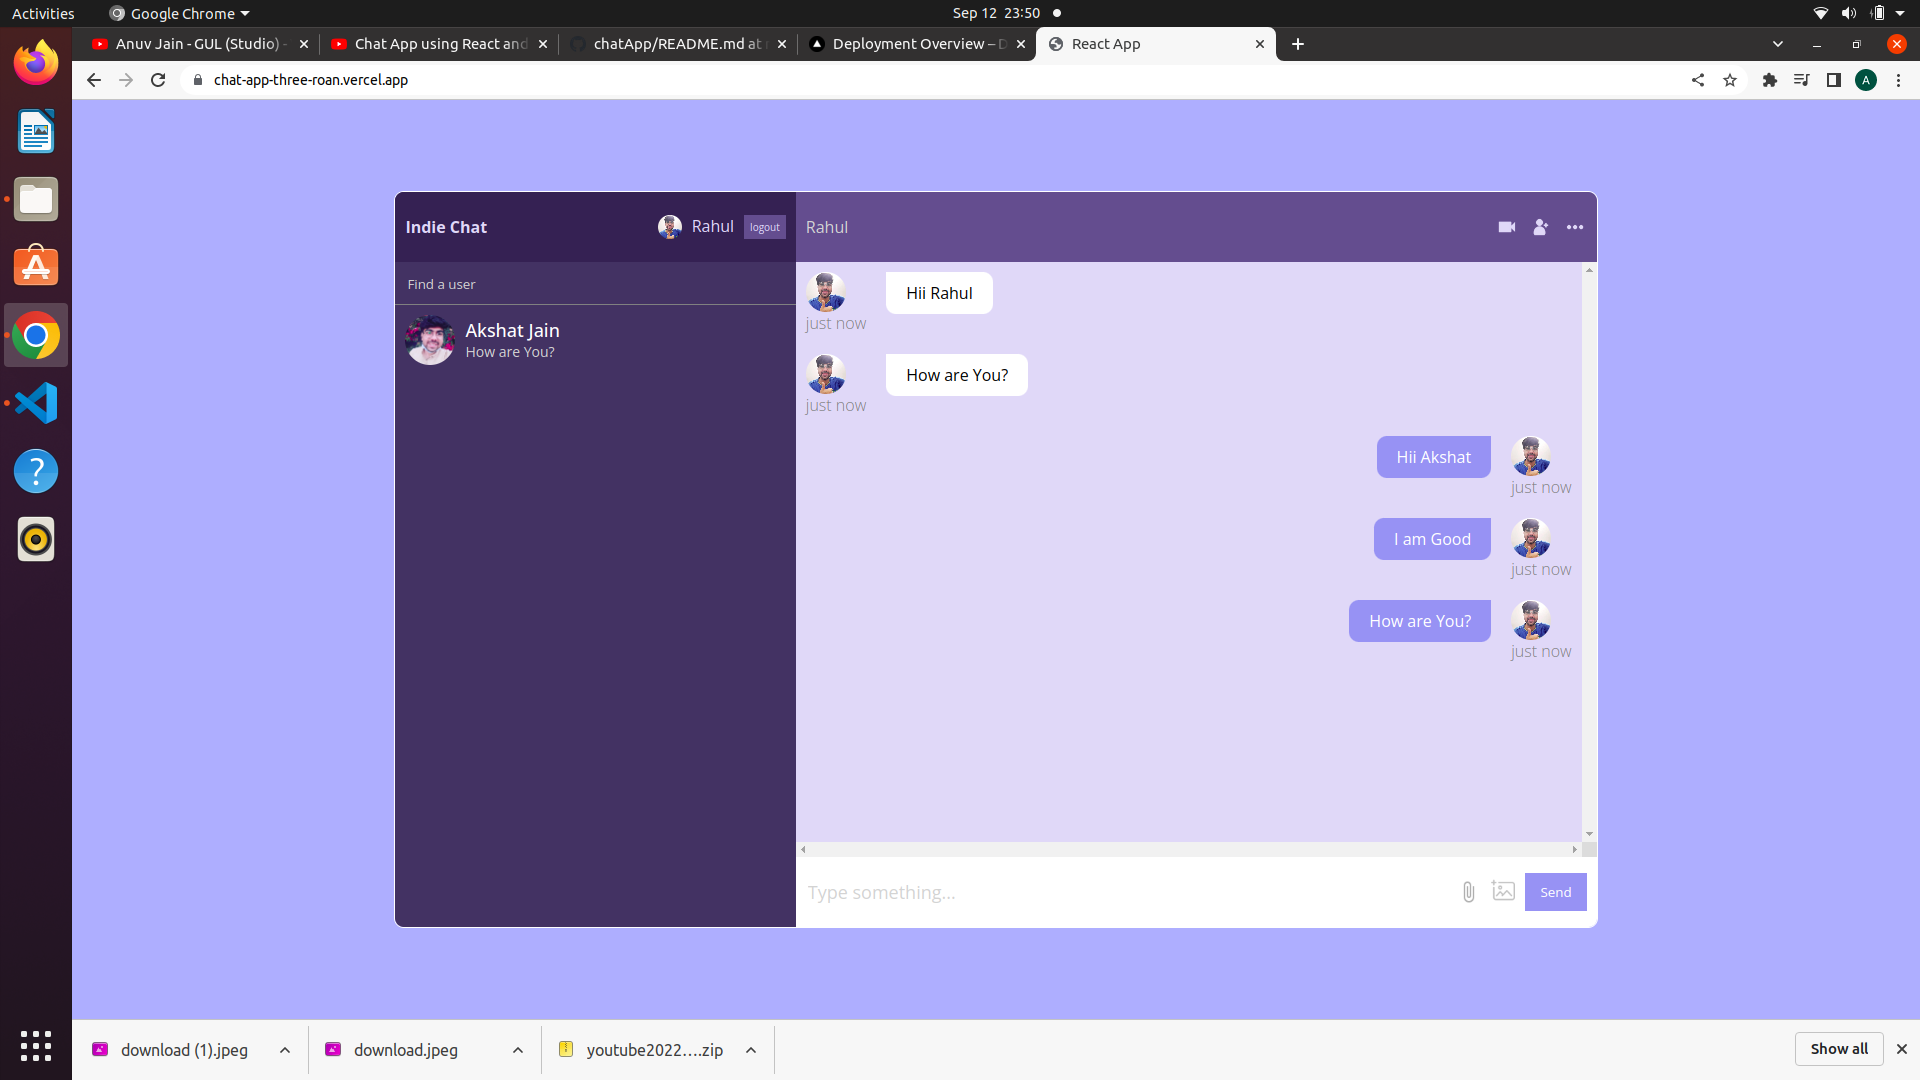 Activities
Google Chrome
Sep 12 23:50
Anuv Jain - GUL (Studio) -
Chat App using React and
chatApp/README.md at
Deployment Overview – D
React App
chat-app-three-roan.vercel.app
A
Indie Chat
Rahul
logout
Rahul
Find a user
Akshat Jain
How are You?
Hii Rahul
just now
How are You?
just now
Hii Akshat
just now
I am Good
just now
How are You?
just now
Type something...
Send
download (1).jpeg
download.jpeg
youtube2022....zip
Show all